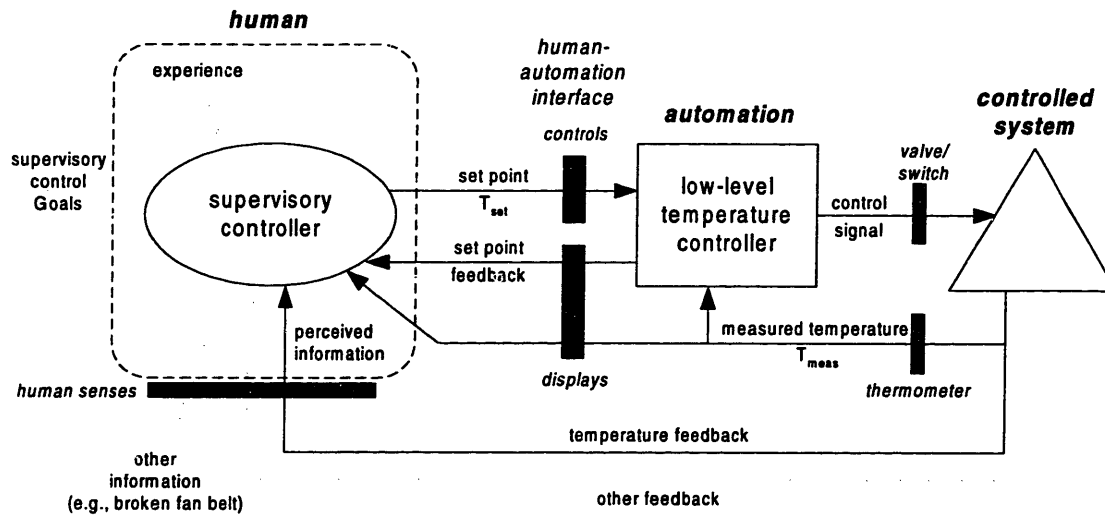 human
experience
supervisory
control
Goals
supervisory
controller
human-
automation
interface
controls
set point
T_set
set point
feedback
automation
low-level
temperature
controller
controlled
system
valve/
switch
control
signal
perceived
information
measured temperature
T_meas
displays
thermometer
human senses
temperature feedback
other
information
(e.g., broken fan belt)
other feedback